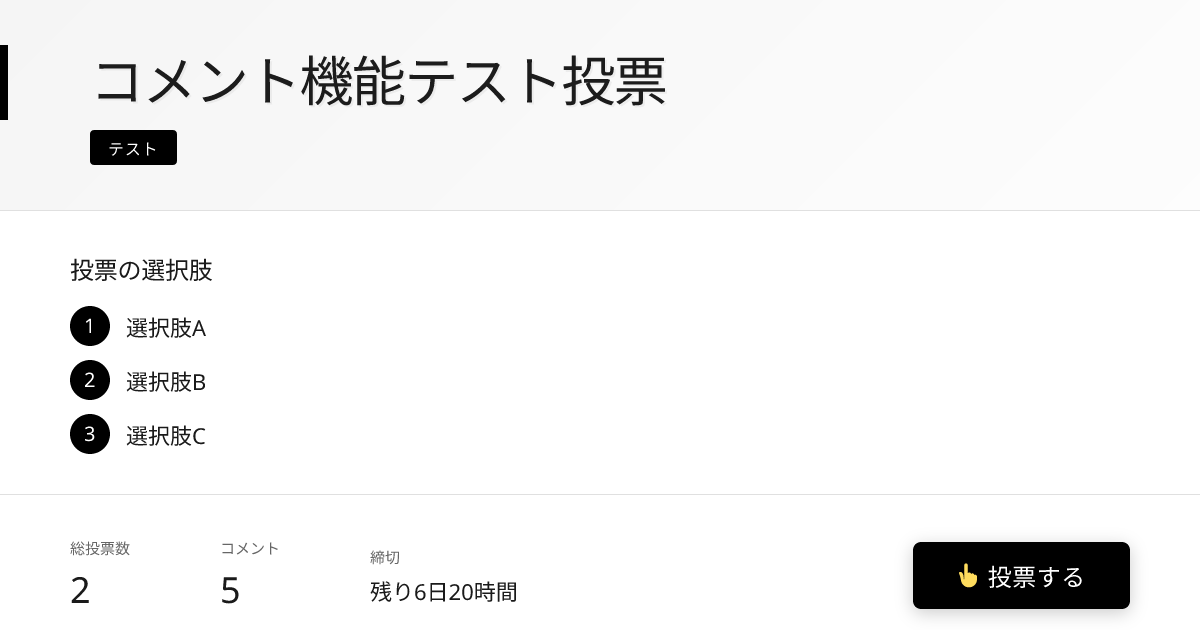 コメント機能テスト投票
テスト
投票の選択肢
1 選択肢A
2 選択肢B
3 選択肢C
総投票数
2
コメント
5
締切
残り6日20時間
👆 投票する